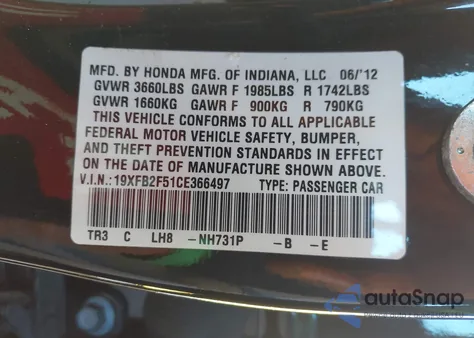 MFD. BY HONDA MFG. OF INDIANA, LLC 06/'12
GVWR 3660LBS GAWR F 1985LBS R 1742LBS
GVWR 1660KG GAWR F 900KG R 790KG
THIS VEHICLE CONFORMS TO ALL APPLICABLE
FEDERAL MOTOR VEHICLE SAFETY, BUMPER,
AND THEFT PREVENTION STANDARDS IN EFFECT
ON THE DATE OF MANUFACTURE SHOWN ABOVE.
V.I.N.:19XFB2F51CE366497 TYPE: PASSENGER CAR
TR3 C LH8 -NH731P -B -E
autoSnap